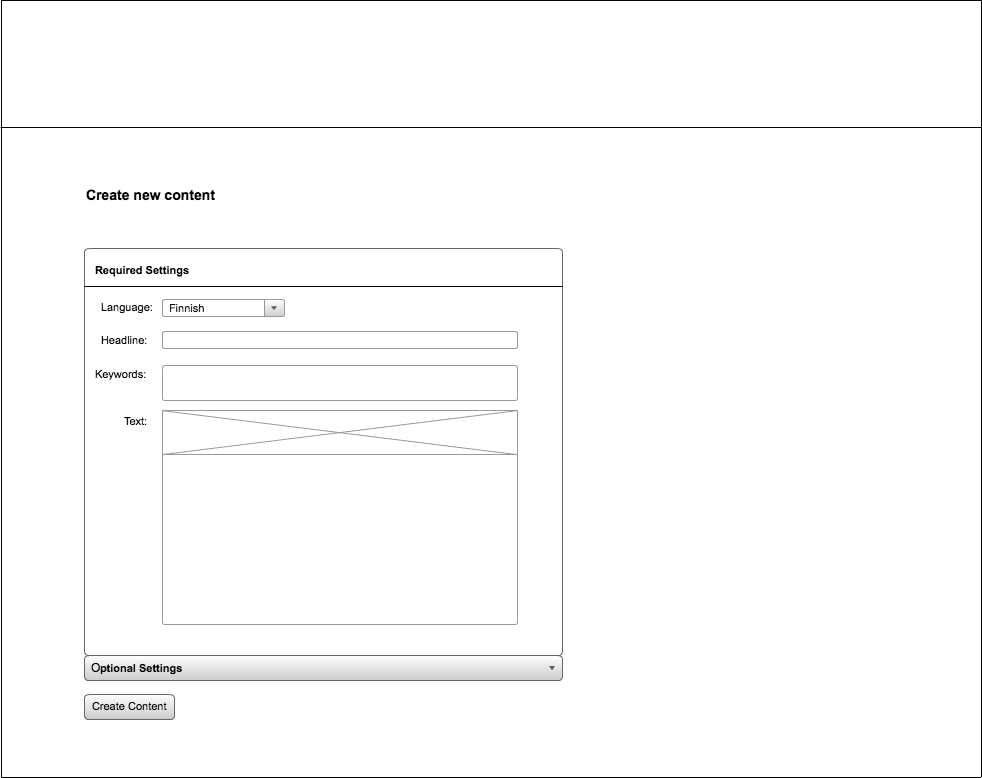 Create new content
Required Settings
Language: Finnish
Headline:
Keywords:
Text:
Optional Settings
Create Content